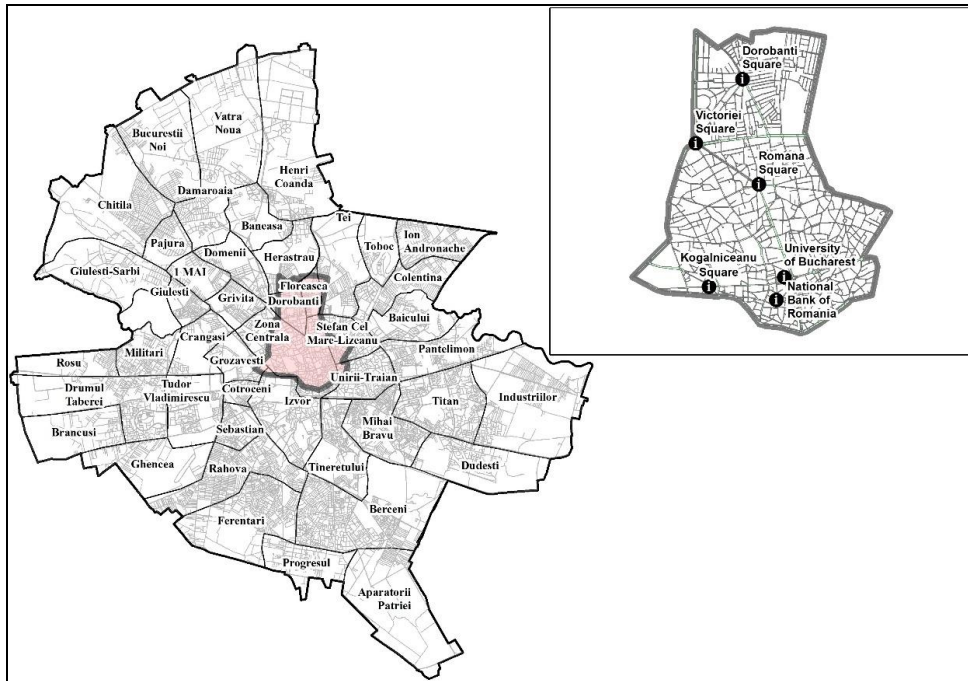 Vatra
Noua
Bucurestii
Noi
Henri
Coanda
Damaroaia
Chitila
Tei
Bancasa
Ion
Andronache
Toboc
Pajura
Domenii
Herastrau
Giulesti-Sarbi
1 MAI
Colentina
Giulesti
Floreasca
Grivita
Dorobanti
Baicului
Zona
Centrala
Stefan Cel
Mare-Lizeanu
Crangasi
Militari
Pantelimon
Rosu
Grozavesti
Unirii-Traian
Drumul
Taberei
Tudor
Vladimirescu
Cotroceni
Izvor
Titan
Industriilor
Brancusi
Sebastian
Mihai
Bravu
Ghencea
Rahova
Tineretului
Dudesti
Ferentari
Berceni
Progresul
Aparatorii
Patriei
Dorobanti
Square
Victoriei
Square
Romana
Square
Kogalniceanu
Square
University
of Bucharest
National
Bank of
Romania